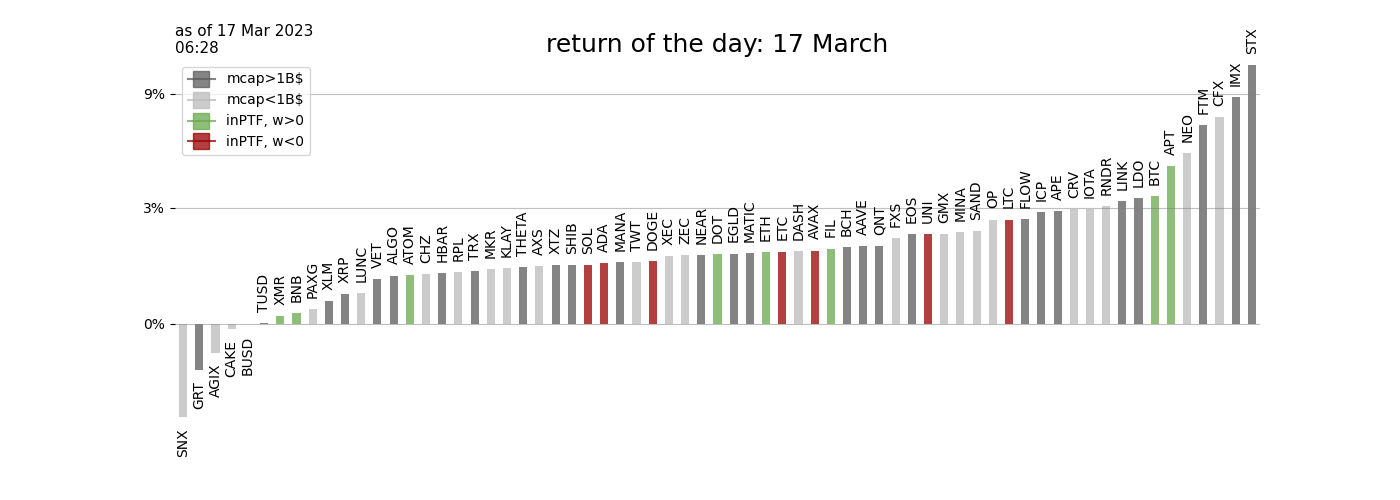 as of 17 Mar 2023
06:28
return of the day: 17 March
mcap>1B$
mcap<1B$
inPTF, w>0
inPTF, w<0
9%
3%
0%
SNX
GRT
AGIX
CAKE
BUSD
TUSD
XMR
BNB
PAXG
XLM
XRP
LUNC
VET
ALGO
ATOM
CHZ
HBAR
RPL
TRX
MKR
KLAY
THETA
AXS
XTZ
SHIB
SOL
ADA
MANA
TWT
DOGE
XEC
ZEC
NEAR
DOT
EGLD
MATIC
ETH
ETC
DASH
AVAX
FIL
BCH
AAVE
QNT
FXS
EOS
UNI
GMX
MINA
SAND
OP
LTC
FLOW
ICP
APE
CRV
IOTA
RNDR
LINK
LDO
BTC
APT
NEO
FTM
CFX
IMX
STX